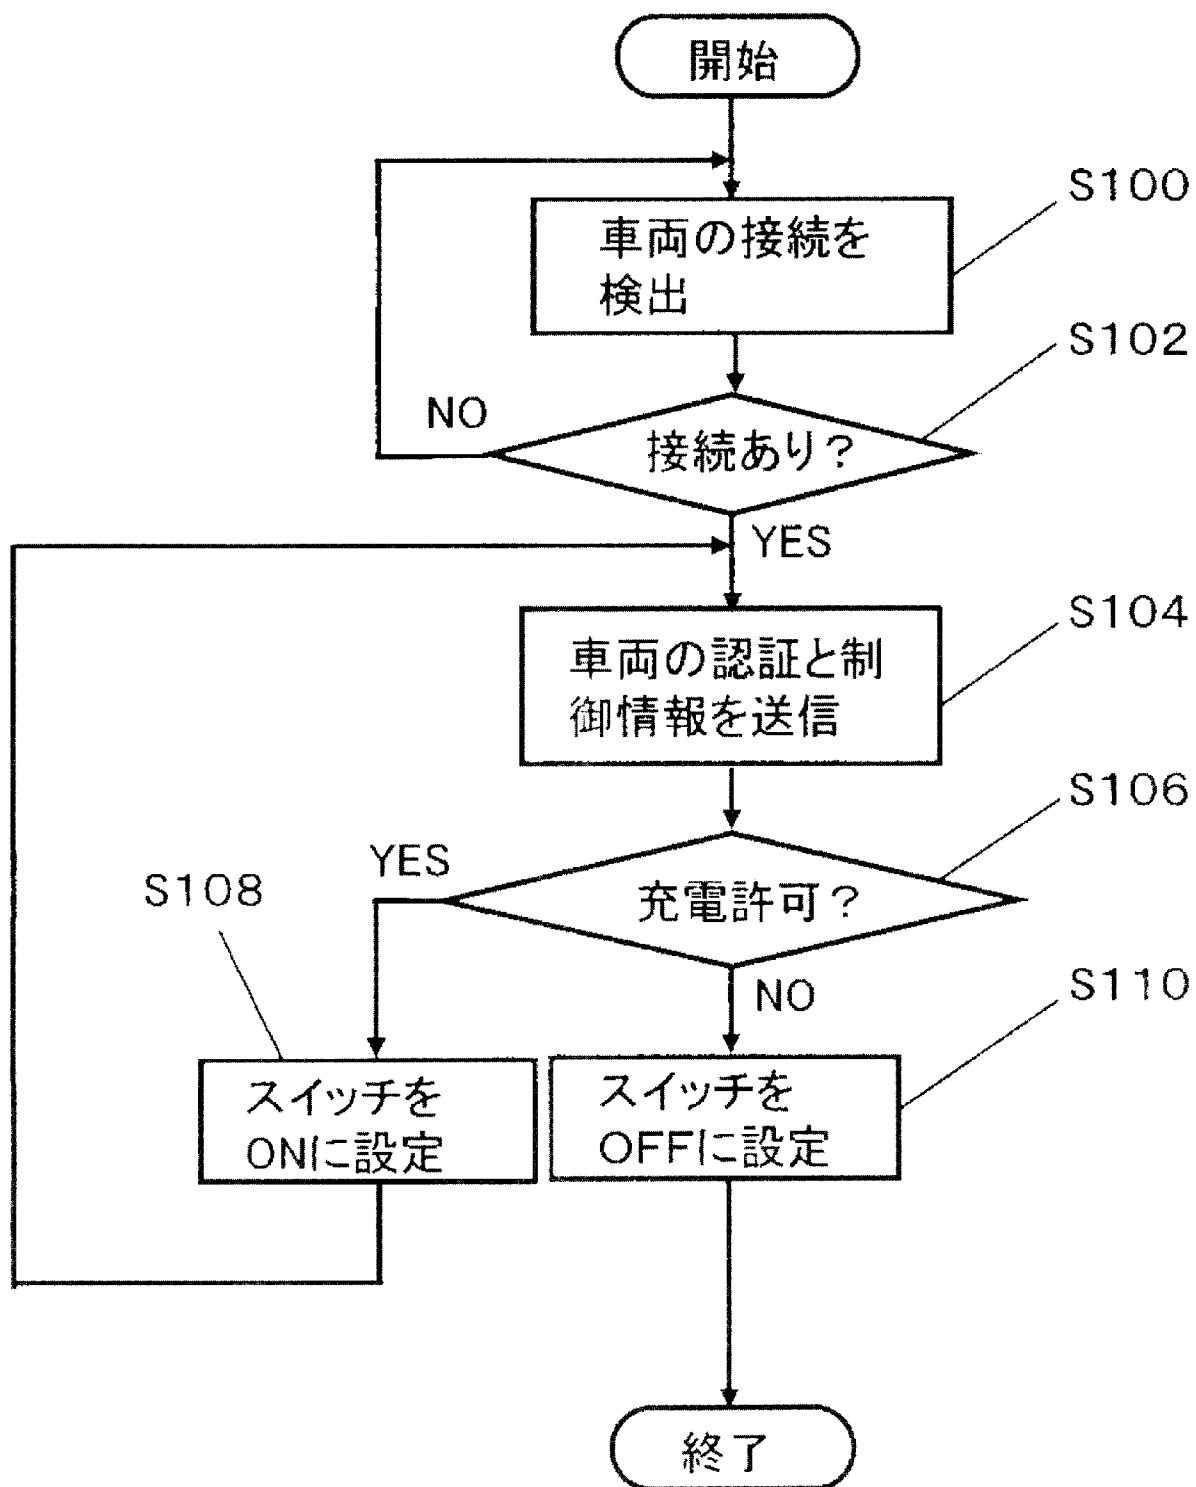 開始
S100
車両の接続を
検出
S102
NO
接続あり？
YES
S104
車両の認証と制
御情報を送信
S106
YES
充電許可？
S108
NO
S110
スイッチを
ONに設定
スイッチを
OFFに設定
終了